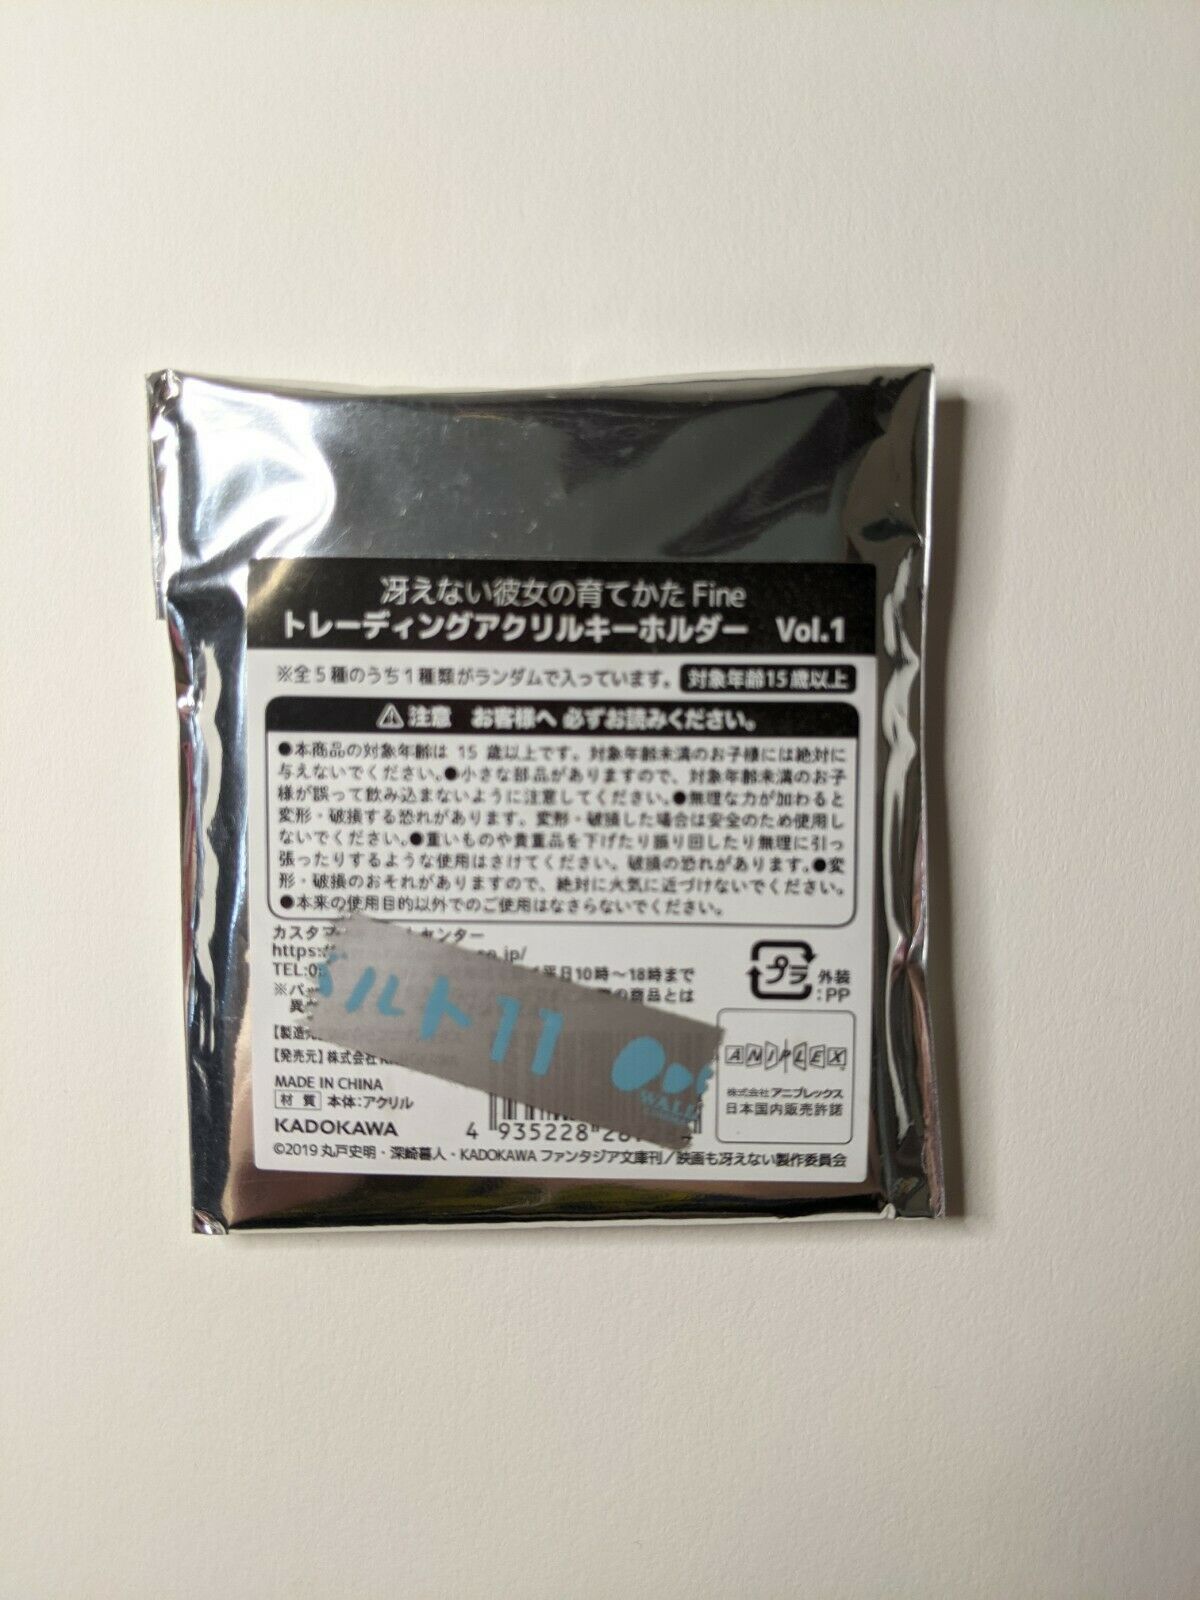 冴えない彼女の育てかた Fine
トレーディングアクリルキーホルダー Vol.1
※全5種のうち1種類がランダムで入っています。 対象年齢15歳以上
⚠注意 お客様へ 必ずお読みください。
●本商品の対象年齢は 15 歳以上です。対象年齢未満のお子様には絶対に
与えないでください。●小さな部品がありますので、対象年齢未満のお子
様が誤って飲み込まないように注意してください。●無理な力が加わると
変形・破損する恐れがあります。変形・破損した場合は安全のため使用し
ないでください。●重いものや貴重品を下げたり振り回したり無理に引っ
張ったりするような使用はさけてください。破損の恐れがあります。●変
形・破損のおそれがありますので、絶対に火気に近づけないでください。
●本来の使用目的以外でのご使用はなさらないでください。
カスタマ センター
https:/ .jp/
TEL:0 平日10時～18時まで
※パッ の商品とは
異
【製造元
【発売元】株式会社
MADE IN CHINA
材質 本体:アクリル
KADOKAWA
4 935228
ルト11
WALL
プラ 外装
:PP
ANIPLEX
株式会社アニプレックス
日本国内販売許諾
©2019 丸戸史明・深崎暮人・KADOKAWA ファンタジア文庫刊／映画も冴えない製作委員会